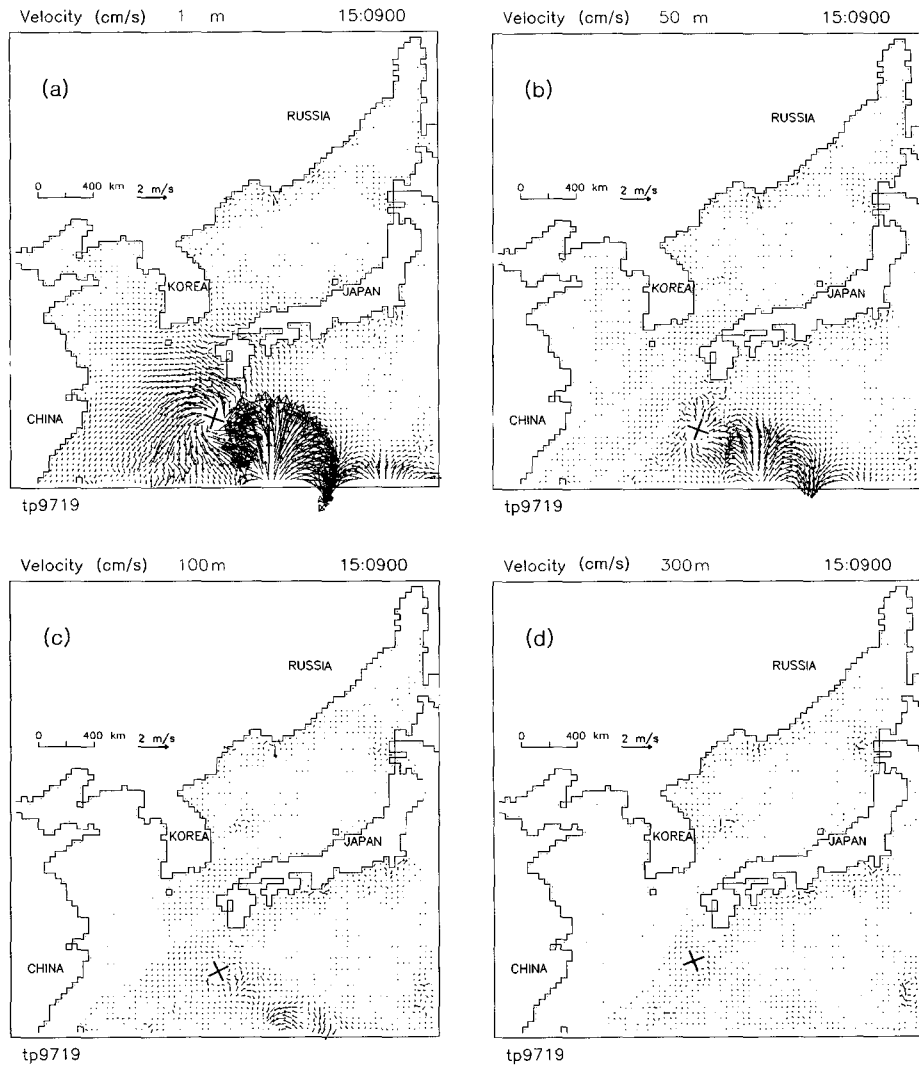 Velocity (cm/s) 1 m 15:0900
(a)
RUSSIA
0 400 km 2 m/s
KOREA
JAPAN
CHINA
tp9719
Velocity (cm/s) 50 m 15:0900
(b)
RUSSIA
0 400 km 2 m/s
KOREA
JAPAN
CHINA
tp9719
Velocity (cm/s) 100 m 15:0900
(c)
RUSSIA
0 400 km 2 m/s
KOREA
JAPAN
CHINA
tp9719
Velocity (cm/s) 300 m 15:0900
(d)
RUSSIA
0 400 km 2 m/s
KOREA
JAPAN
CHINA
tp9719